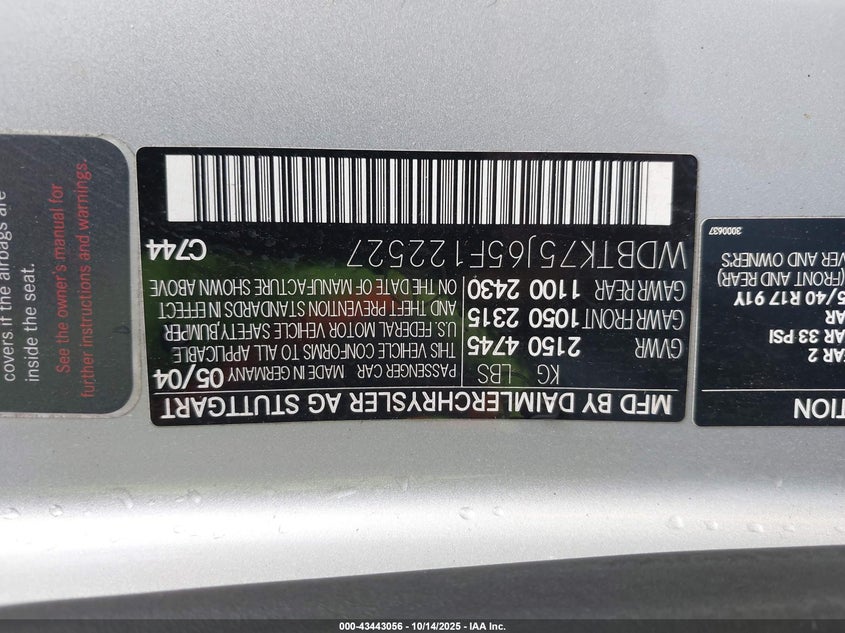 MFD BY DAIMLERCHRYSLER AG STUTTGART
KG LBS
GVWR 2150 4745
GAWR FRONT 1050 2315
GAWR REAR 1100 2430
PASSENGER CAR MADE IN GERMANY 05/04
THIS VEHICLE CONFORMS TO ALL APPLICABLE
U.S. FEDERAL MOTOR VEHICLE SAFETY,BUMPER
AND THEFT PREVENTION STANDARDS IN EFFECT
ON THE DATE OF MANUFACTURE SHOWN ABOVE
WDBTK75J65F122527 C744
covers if the airbags are
inside the seat.
See the owner's manual for
further instructions and warnings.
TION
EAR 2
AR 33 PSI
AR
5/40 R17 91Y
(FRONT AND REAR)
VER AND OWNER'S
3000637
000-43443056 - 10/14/2025 - IAA Inc.